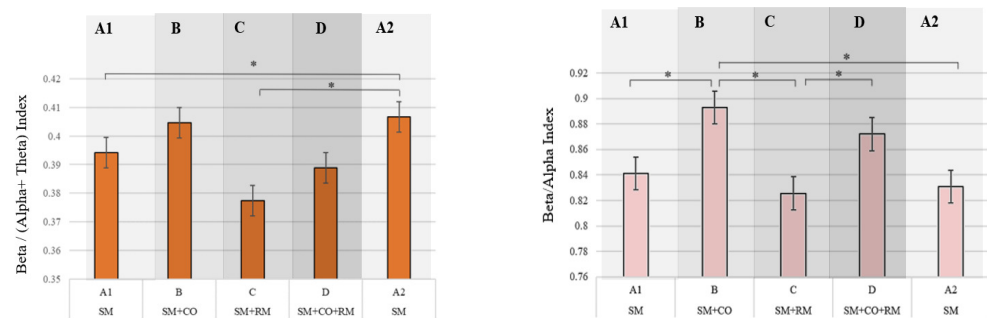 A1 B C D A2
* 
*
Beta / (Alpha+ Theta) Index
0.42
0.41
0.4
0.39
0.38
0.37
0.36
0.35
A1 B C D A2
SM SM+CO SM+RM SM+CO+RM SM
A1 B C D A2
*
* * *
Beta/Alpha Index
0.92
0.9
0.88
0.86
0.84
0.82
0.8
0.78
0.76
A1 B C D A2
SM SM+CO SM+RM SM+CO+RM SM